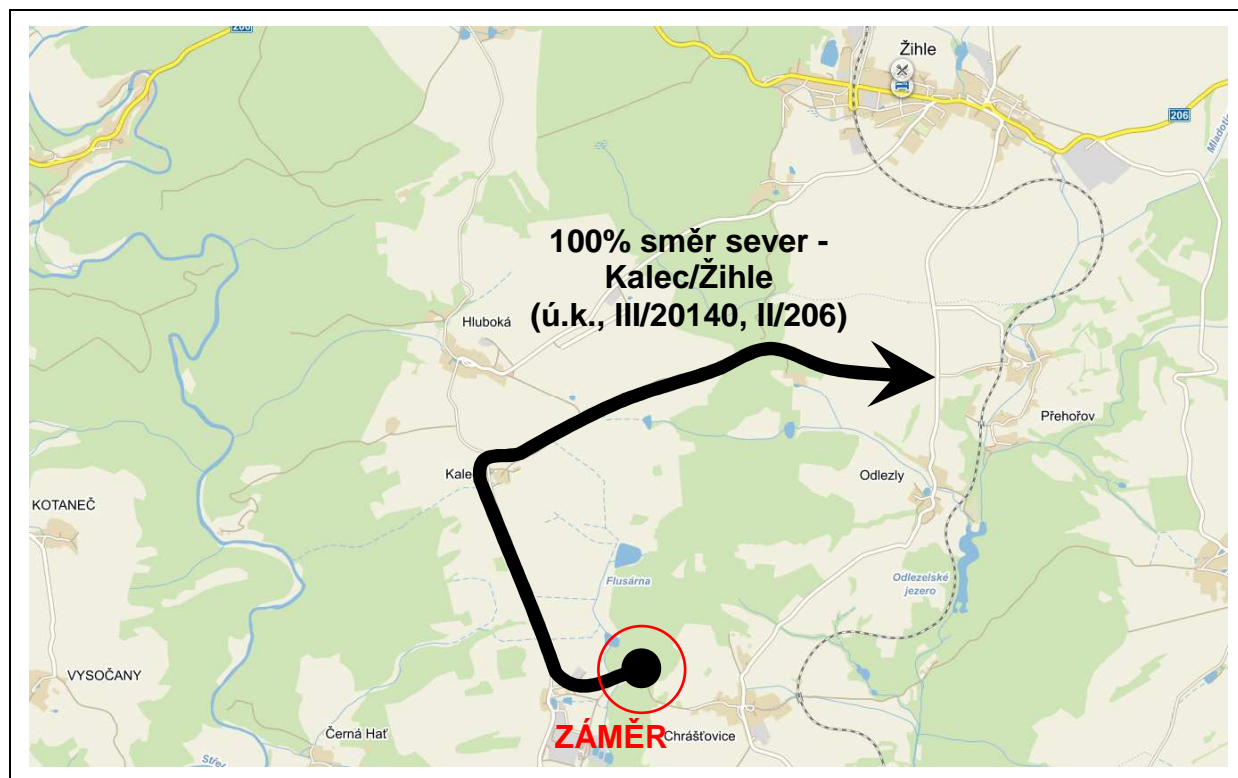 206
Žihle
206
100% směr sever -
Kalec/Žihle
(ú.k., III/20140, II/206)
Hluboká
Přehořov
Odlezly
KOTANEČ
Flusárna
Odlezelské
jezero
VYSOČANY
Černá Hať
ZÁMĚR
Chrášťovice